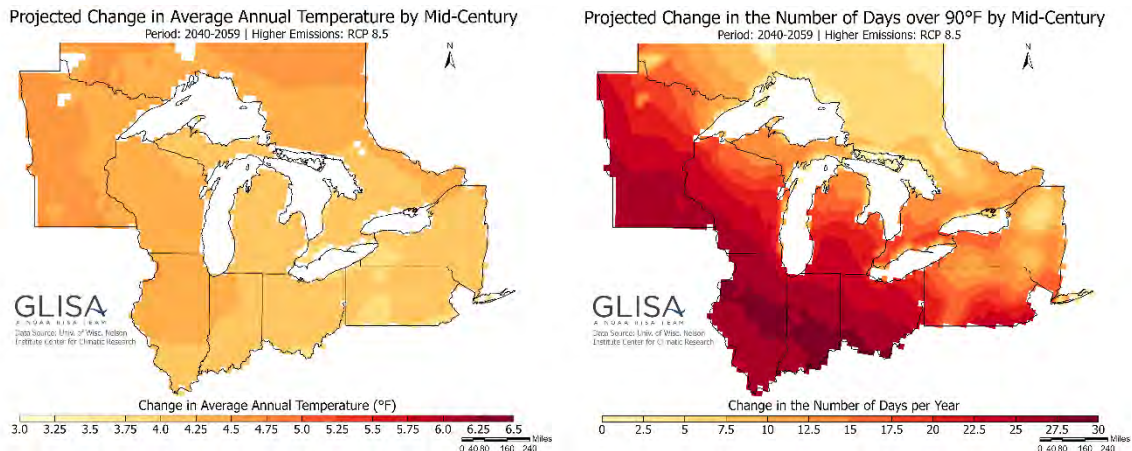 Projected Change in Average Annual Temperature by Mid-Century
Period: 2040-2059 | Higher Emissions: RCP 8.5
N
GLISA
A NOAA RISA TEAM
Data Source: Univ. of Wisc. Nelson
Institute Center for Climatic Research
Change in Average Annual Temperature (°F)
3.0 3.25 3.5 3.75 4.0 4.25 4.5 4.75 5.0 5.25 5.5 5.75 6.0 6.25 6.5
Miles
0 40 80 160 240
Projected Change in the Number of Days over 90°F by Mid-Century
Period: 2040-2059 | Higher Emissions: RCP 8.5
N
GLISA
A NOAA RISA TEAM
Data Source: Univ. of Wisc. Nelson
Institute Center for Climatic Research
Change in the Number of Days per Year
0 2.5 5 7.5 10 12.5 15 17.5 20 22.5 25 27.5 30
Miles
0 40 80 160 240